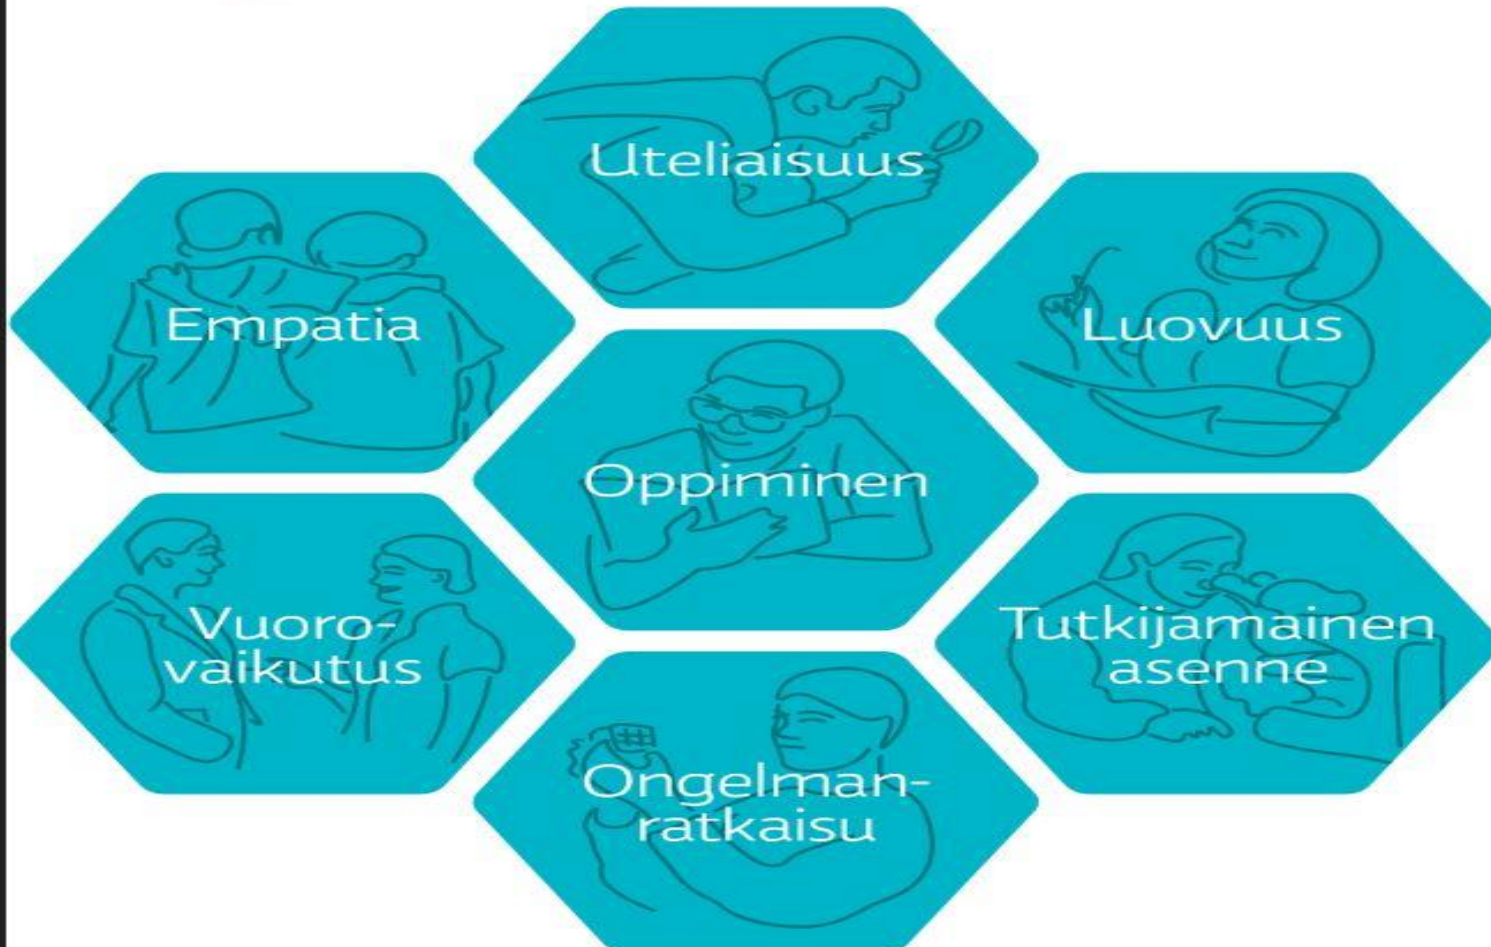 Uteliaisuus
Empatia
Luovuus
Oppiminen
Vuoro-
vaikutus
Tutkijamainen
asenne
Ongelman-
ratkaisu